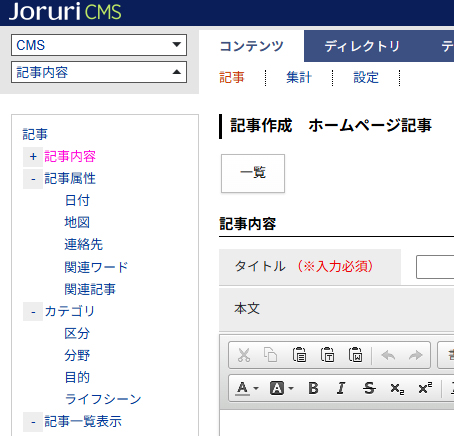 Joruri CMS
CMS
記事内容
コンテンツ
ディレクトリ
テ
記事
集計
設定
記事
+ 記事内容
- 記事属性
日付
地図
連絡先
関連ワード
関連記事
- カテゴリ
区分
分野
目的
ライフシーン
- 記事一覧表示
記事作成 ホームページ記事
一覧
記事内容
タイトル (※入力必須)
本文
A A B I S x₂ x²